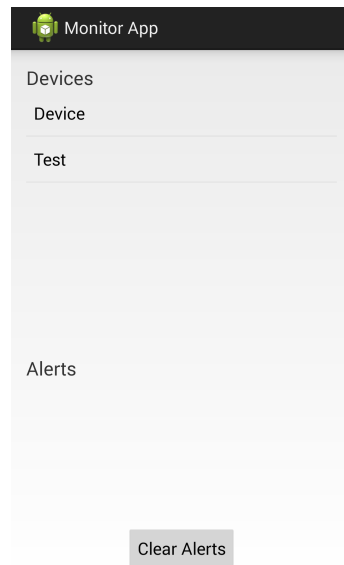 Monitor App
Devices
Device
Test
Alerts
Clear Alerts